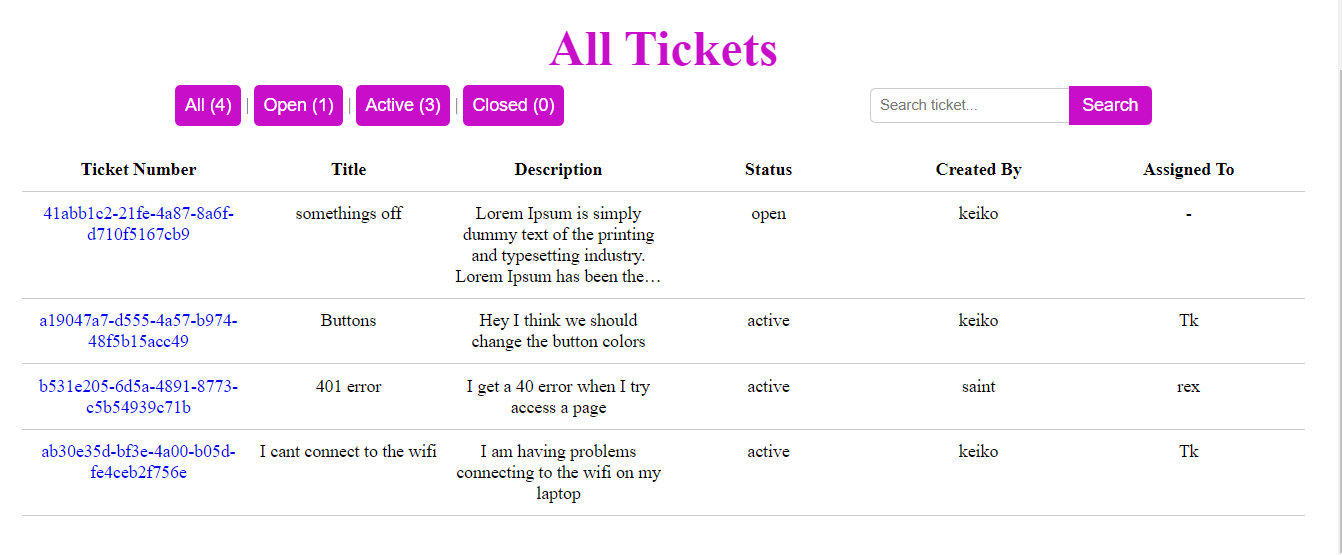 All Tickets
All (4) | Open (1) | Active (3) | Closed (0) Search ticket... Search
Ticket Number Title Description Status Created By Assigned To
41abb1c2-21fe-4a87-8a6f- somethings off Lorem Ipsum is simply open keiko -
d710f5167cb9 dummy text of the printing
and typesetting industry.
Lorem Ipsum has been the…
a19047a7-d555-4a57-b974- Buttons Hey I think we should active keiko Tk
48f5b15acc49 change the button colors
b531e205-6d5a-4891-8773- 401 error I get a 40 error when I try active saint rex
c5b54939c71b access a page
ab30e35d-bf3e-4a00-b05d- I cant connect to the wifi I am having problems active keiko Tk
fe4ceb2f756e connecting to the wifi on my
laptop